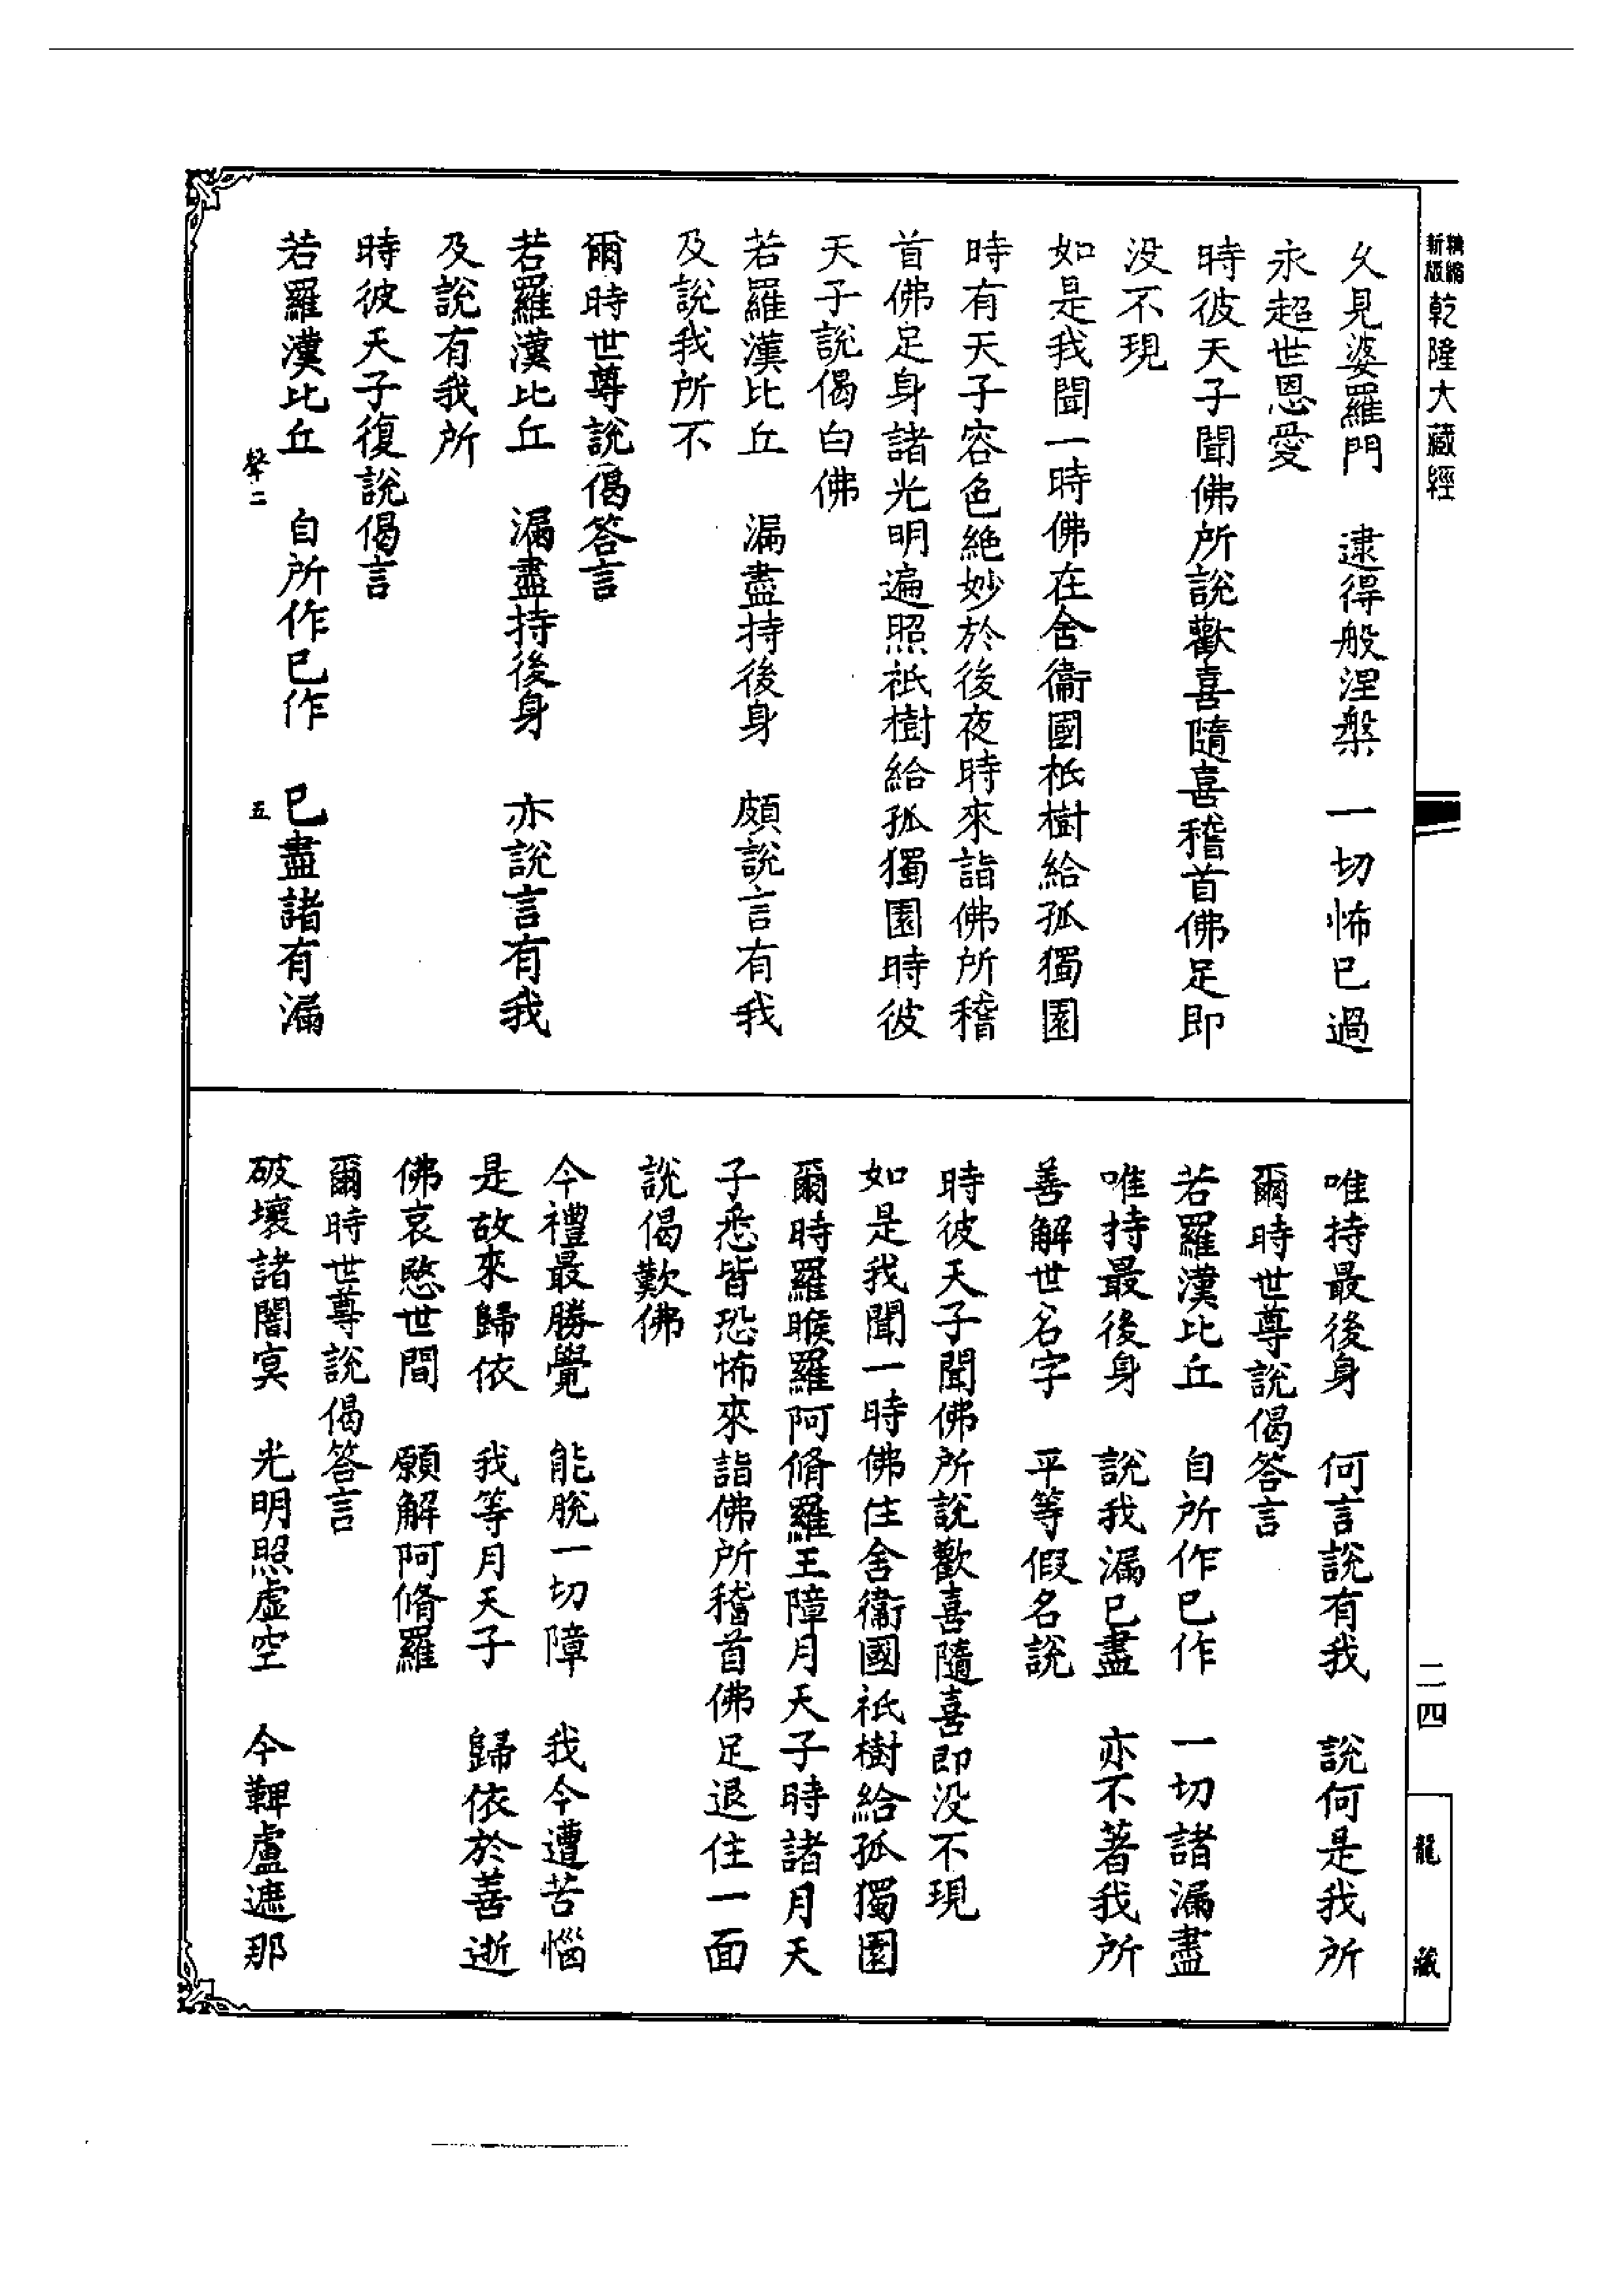 精縮新版乾隆大藏經
久見婆羅門　逮得般涅槃　一切怖已過
永超世恩愛
時彼天子聞佛所說歡喜隨喜稽首佛足即
没不現
如是我聞一時佛在舍衞國祇樹給孤獨園
時有天子容色絶妙於後夜時來詣佛所稽
首佛足身諸光明遍照祇樹給孤獨園時彼
天子說偈白佛
若羅漢比丘　漏盡持後身　頗說言有我
及說我所不
爾時世尊說偈答言
若羅漢比丘　漏盡持後身　亦說言有我
及說有我所
時彼天子復說偈言
若羅漢比丘　自所作已作　已盡諸有漏
二　五
唯持最後身　何言說有我　說何是我所
爾時世尊說偈答言
若羅漢比丘　自所作已作　一切諸漏盡
唯持最後身　說我漏已盡　亦不著我所
善解世名字　平等假名說
時彼天子聞佛所說歡喜隨喜即没不現
如是我聞一時佛住舍衞國祇樹給孤獨園
爾時羅睺羅阿脩羅王障月天子時諸月天
子悉皆恐怖來詣佛所稽首佛足退住一面
說偈歎佛
今禮最勝覺　能脫一切障　我今遭苦惱
是故來歸依　我等月天子　歸依於善逝
佛哀愍世間　願解阿脩羅
爾時世尊說偈答言
破壞諸闇冥　光明照虛空　今鞞盧遮那
二四
龍藏